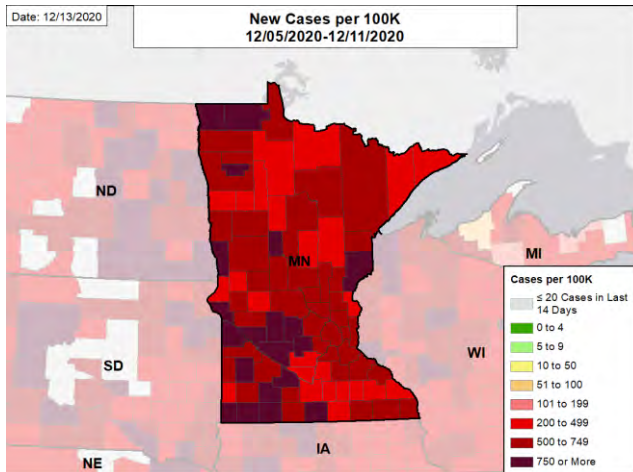 Date: 12/13/2020
New Cases per 100K
12/05/2020-12/11/2020
ND
MN
MI
SD
WI
NE
IA
Cases per 100K
≤ 20 Cases in Last
14 Days
0 to 4
5 to 9
10 to 50
51 to 100
101 to 199
200 to 499
500 to 749
750 or More